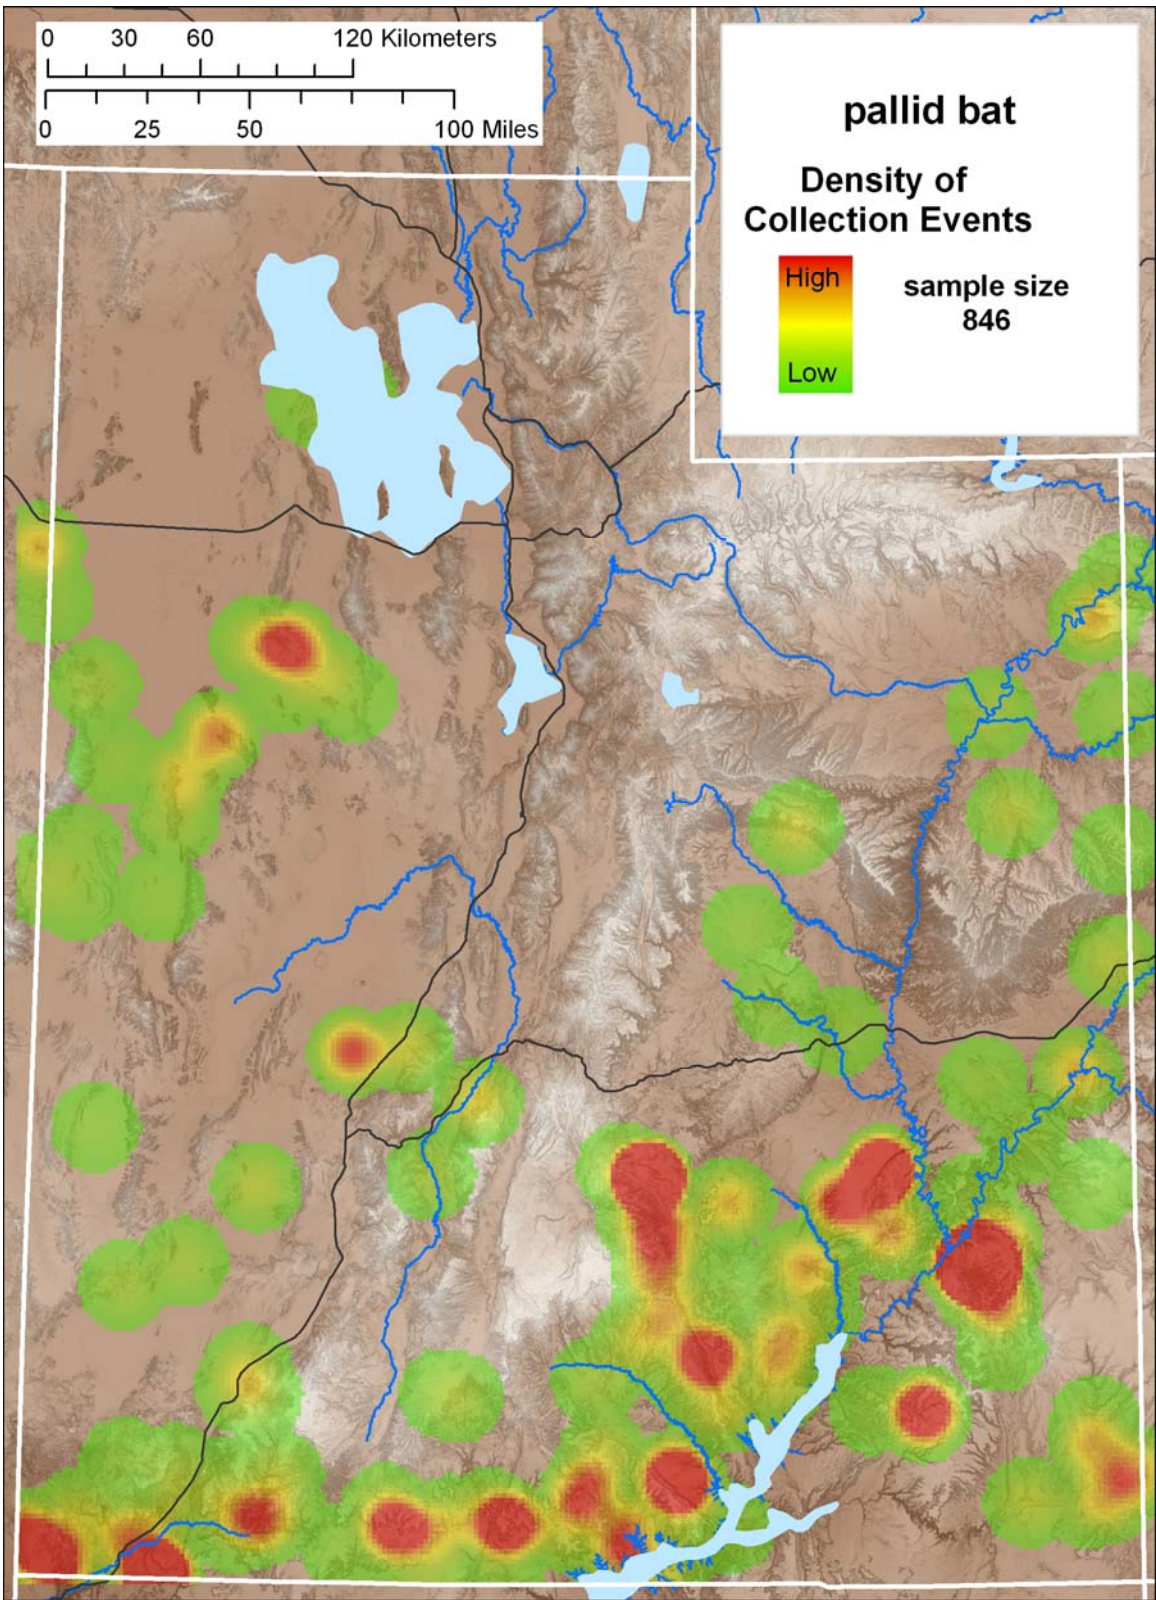 0 30 60 120 Kilometers
0 25 50 100 Miles
pallid bat
Density of
Collection Events
High
Low
sample size
846